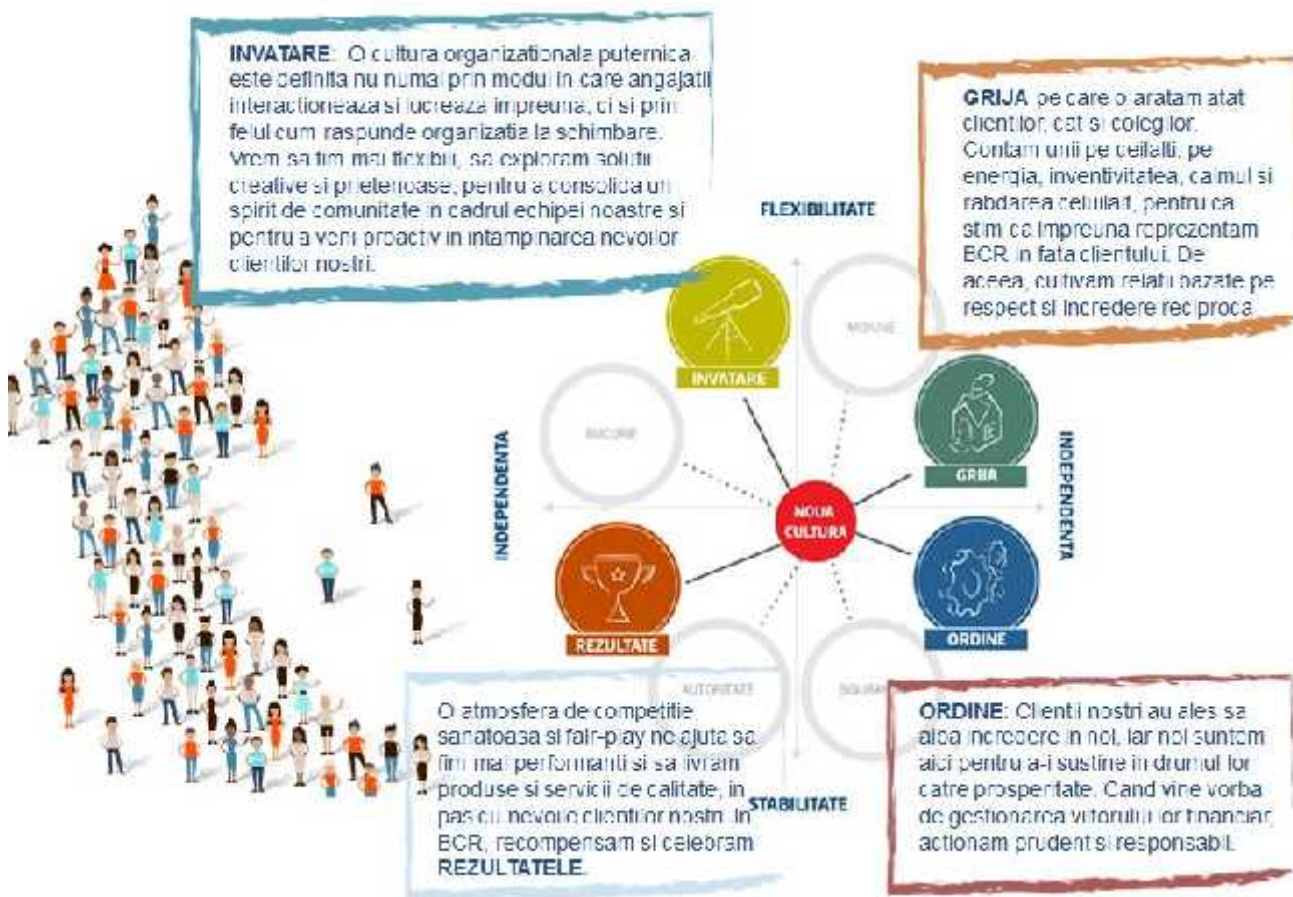 INVATARE: O cultura organizationala puternica
este definita nu numai prin modul in care angajatii
interactioneaza si lucreaza impreuna, ci si prin
felul cum raspunde organizatia la schimbare.
Vrem sa fim mai flexibili, sa exploram solutii
creative si prietenoase, pentru a consolida un
spirit de comunitate in cadrul echipei noastre si
pentru a veni proactiv in intampinarea nevoilor
clientilor nostri.
GRIJA pe care o aratam atat
clientilor, cat si colegilor.
Contam unii pe ceilalti, pe
energia, inventivitatea, calmul si
rabdarea celuilalt, pentru ca
stim ca impreuna reprezentam
BCR in fata clientului. De
aceea, cultivam relatii bazate pe
respect si incredere reciproca
FLEXIBILITATE
INVATARE
GRIJA
BUCURIE
INDEPENDENTA
INDEPENDENTA
NOUA
CULTURA
REZULTATE
ORDINE
AUTORITATE
O atmosfera de competitie
sanatoasa si fair-play ne ajuta sa
fim mai performanti si sa livram
produse si servicii de calitate, in
pas cu nevoile clientilor nostri. In
BCR, recompensam si celebram
REZULTATELE.
STABILITATE
ORDINE: Clientii nostri au ales sa
aiba incredere in noi, iar noi suntem
aici pentru a-i sustine in drumul lor
catre prosperitate. Cand vine vorba
de gestionarea viitorului lor financiar,
actionam prudent si responsabil.